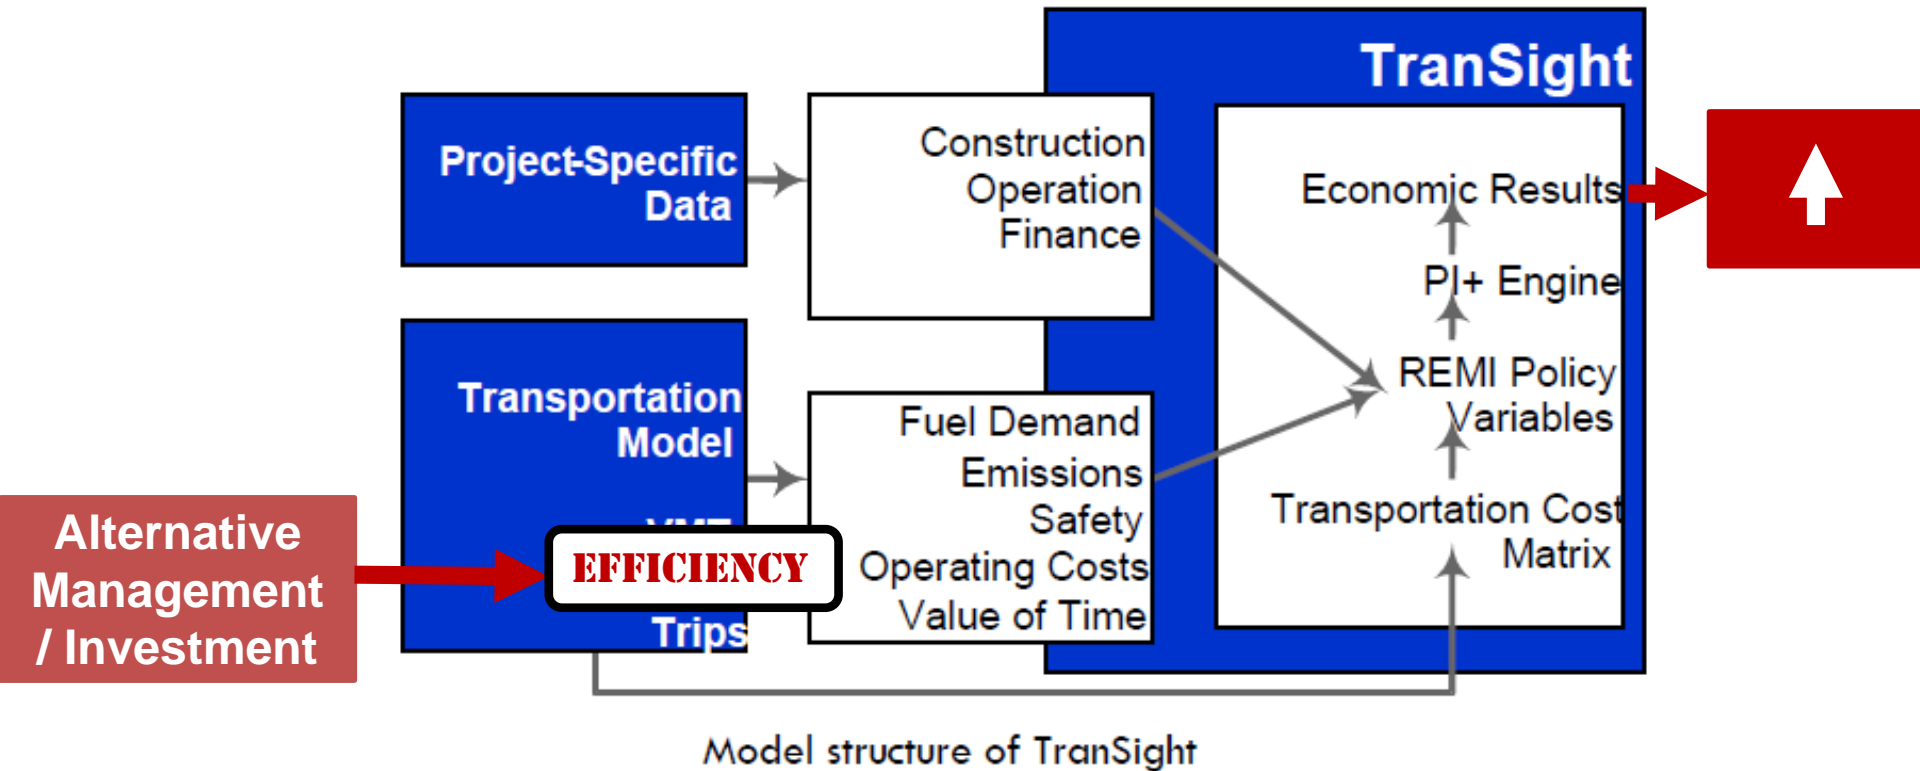 TranSight
Project-Specific
Data
Construction
Operation
Finance
Economic Results
PI+ Engine
REMI Policy
Variables
Transportation Cost
Matrix
Transportation
Model
EFFICIENCY
Trips
Fuel Demand
Emissions
Safety
Operating Costs
Value of Time
Alternative
Management
/ Investment
Model structure of TranSight